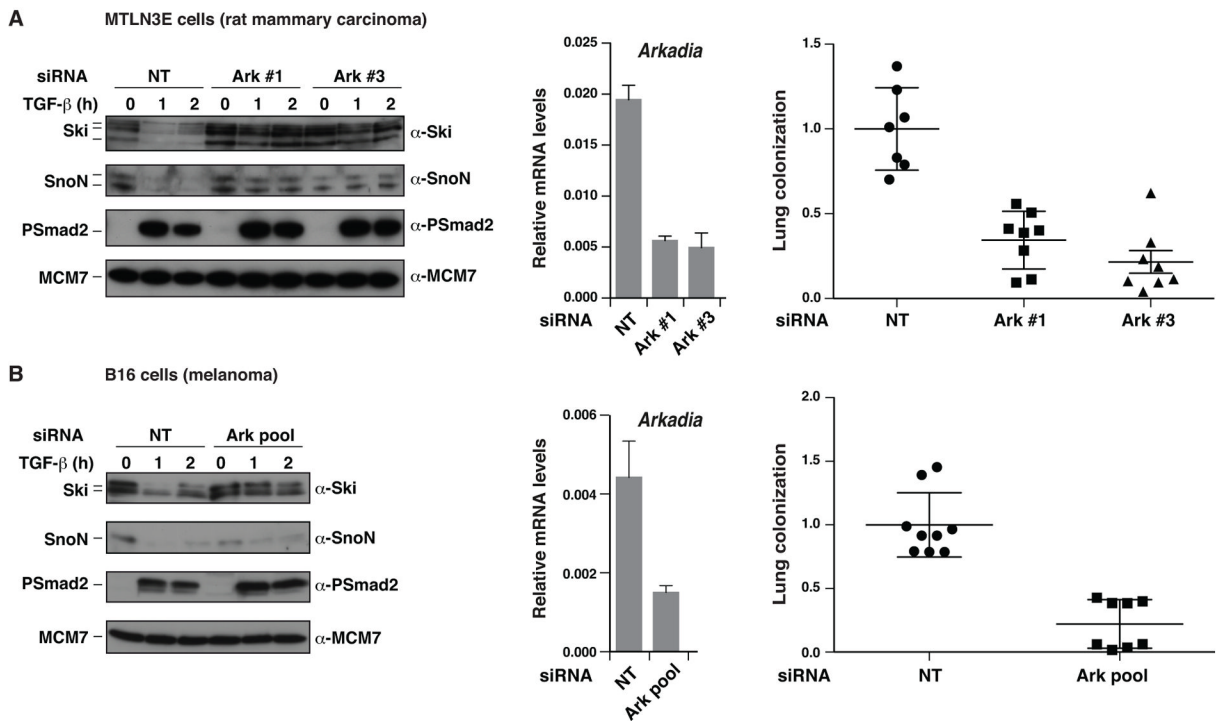 A
MTLN3E cells (rat mammary carcinoma)
siRNA NT Ark #1 Ark #3
TGF-β (h) 0 1 2 0 1 2 0 1 2
Ski α-Ski
SnoN α-SnoN
PSmad2 α-PSmad2
MCM7 α-MCM7
Arkadia
Relative mRNA levels
0.025
0.020
0.015
0.010
0.005
0.000
siRNA NT Ark #1 Ark #3
Lung colonization
1.5
1.0
0.5
0.0
siRNA NT Ark #1 Ark #3
B
B16 cells (melanoma)
siRNA NT Ark pool
TGF-β (h) 0 1 2 0 1 2
Ski α-Ski
SnoN α-SnoN
PSmad2 α-PSmad2
MCM7 α-MCM7
Arkadia
Relative mRNA levels
0.006
0.004
0.002
0.000
siRNA NT Ark pool
Lung colonization
2.0
1.5
1.0
0.5
0.0
siRNA NT Ark pool